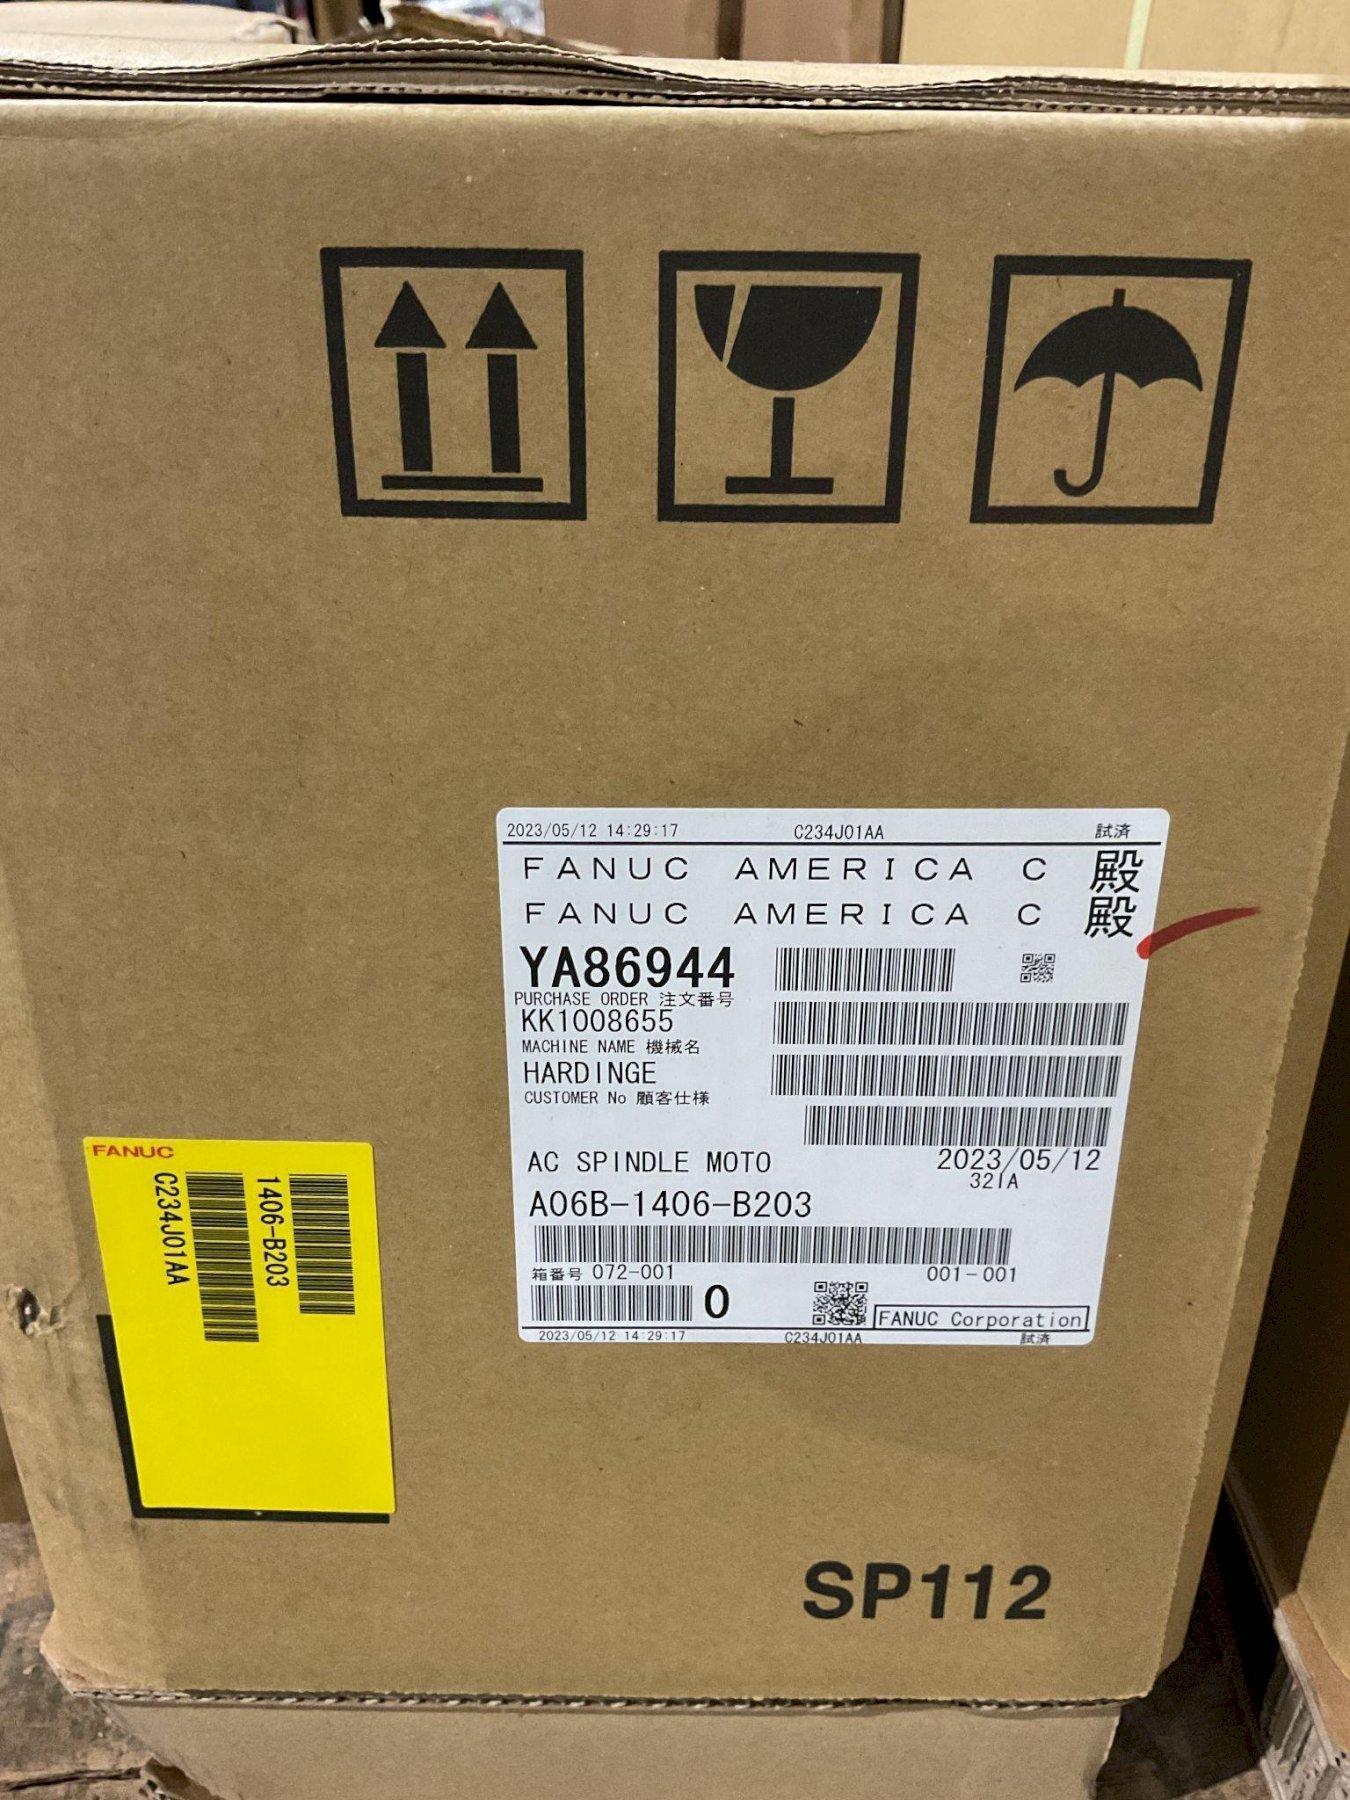 2023/05/12 14:29:17 C234J01AA 試済
FANUC AMERICA C 殿
FANUC AMERICA C 殿
YA86944
PURCHASE ORDER 注文番号
KK1008655
MACHINE NAME 機械名
HARDINGE
CUSTOMER No 顧客仕様
AC SPINDLE MOTO 2023/05/12
32IA
A06B-1406-B203
箱番号 072-001 001-001
0
FANUC Corporation
2023/05/12 14:29:17 C234J01AA 試済
FANUC
1406-B203
C234J01AA
SP112